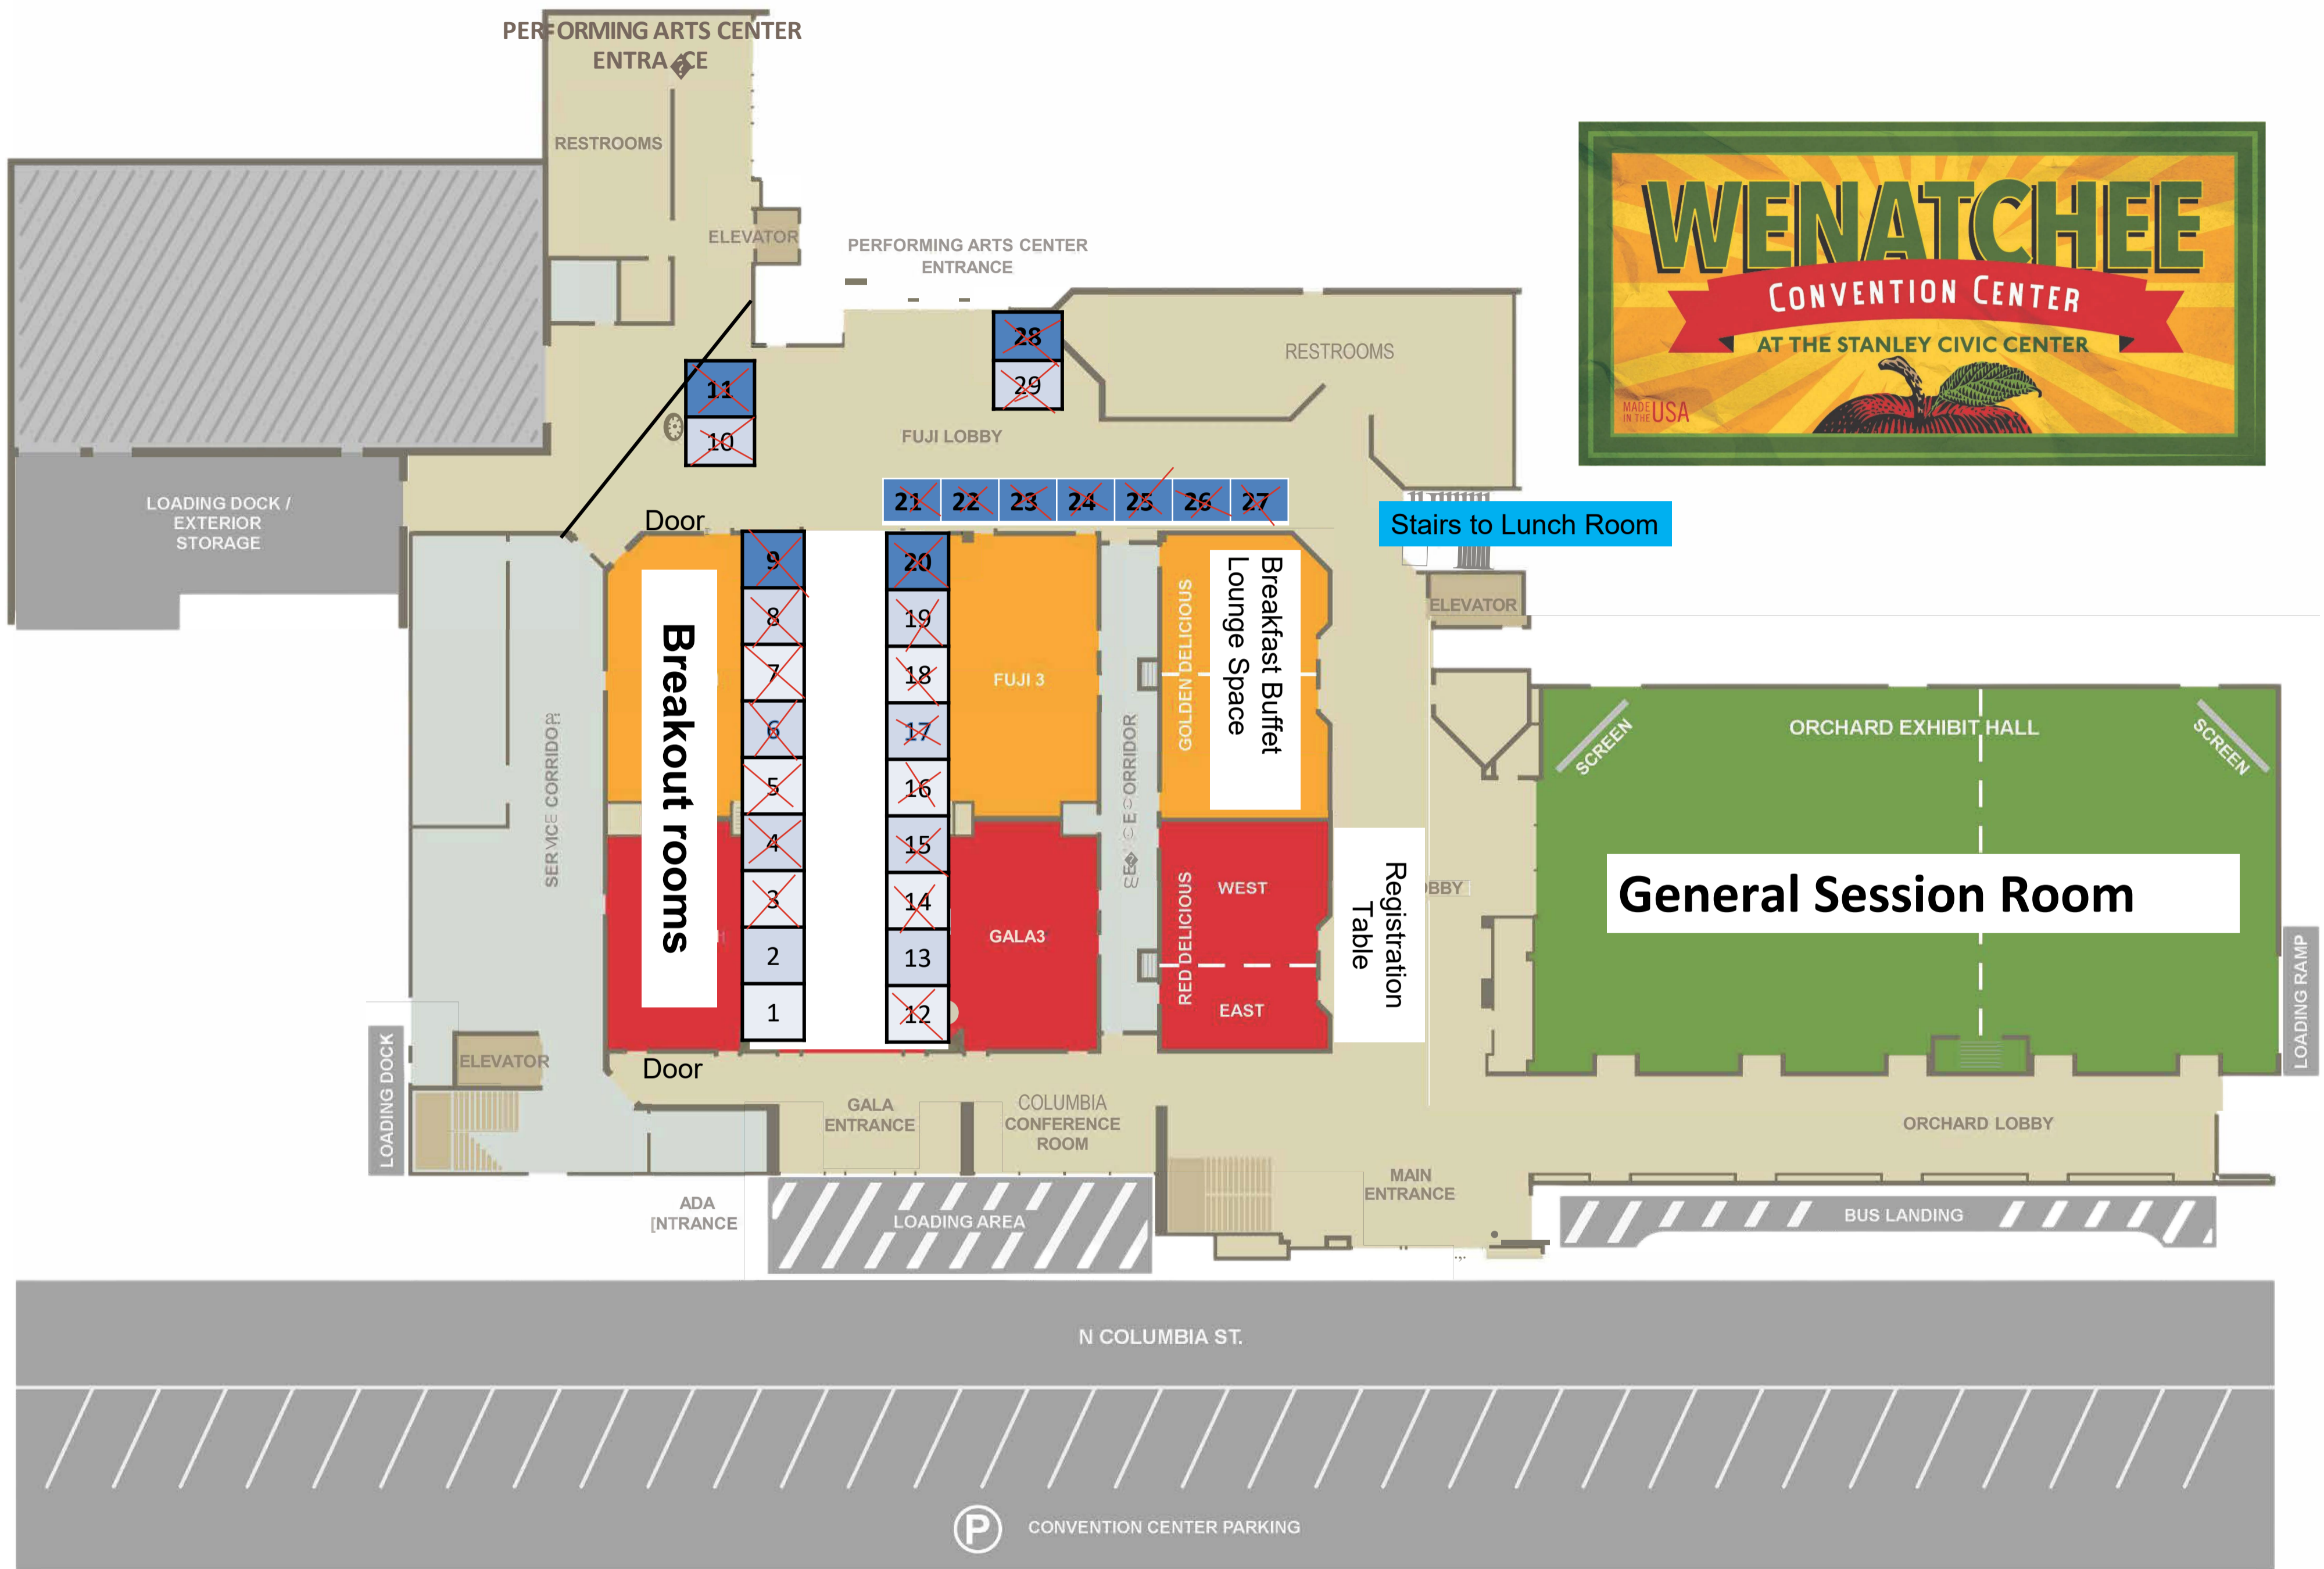 PERFORMING ARTS CENTER
ENTRA�CE
RESTROOMS
ELEVATOR
PERFORMING ARTS CENTER
ENTRANCE
WENATCHEE
CONVENTION CENTER
AT THE STANLEY CIVIC CENTER
MADE IN THE USA
RESTROOMS
28
29
11
10
FUJI LOBBY
LOADING DOCK /
EXTERIOR
STORAGE
21 22 23 24 25 26 27
Stairs to Lunch Room
Door
9
8
7
6
5
4
3
2
1
20
19
18
17
16
15
14
13
12
Breakout rooms
SERVICE CORRIDOR
FUJI 3
GALA3
CORRIDOR
GOLDEN DELICIOUS
Breakfast Buffet
Lounge Space
ELEVATOR
RED DELICIOUS
WEST
EAST
Registration
Table
OBBY
SCREEN
ORCHARD EXHIBIT HALL
SCREEN
General Session Room
LOADING RAMP
LOADING DOCK
ELEVATOR
Door
GALA
ENTRANCE
COLUMBIA
CONFERENCE
ROOM
ORCHARD LOBBY
MAIN
ENTRANCE
ADA
[NTRANCE
LOADING AREA
BUS LANDING
N COLUMBIA ST.
P CONVENTION CENTER PARKING